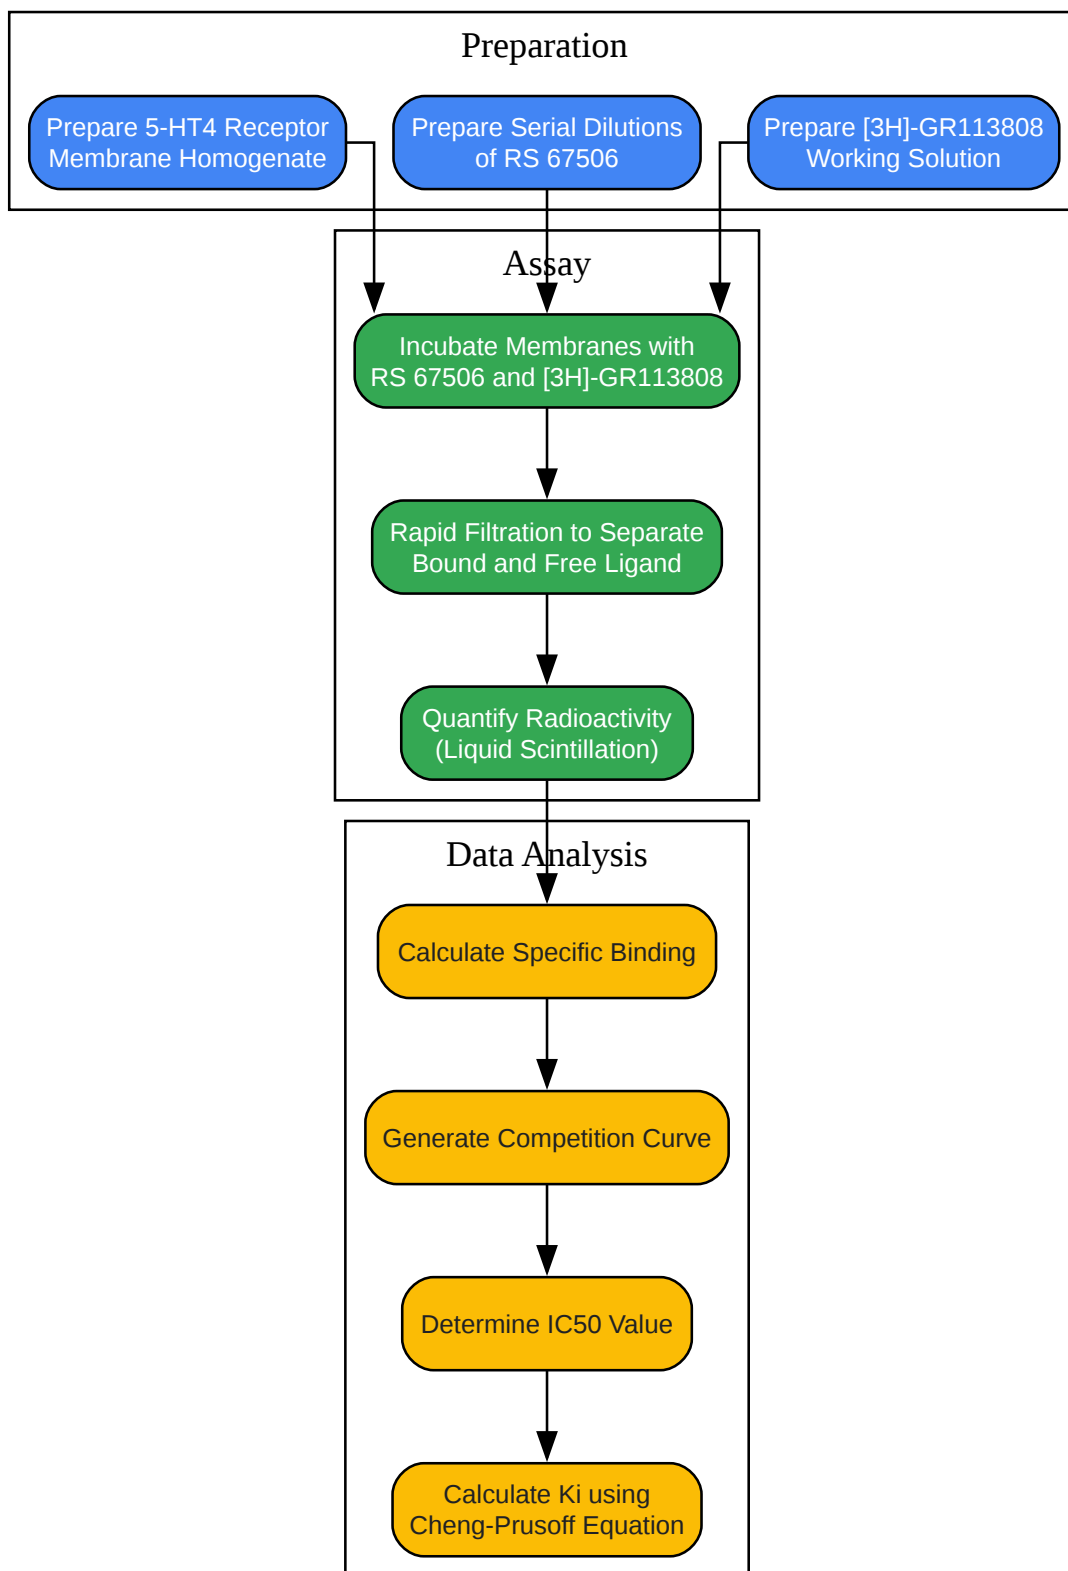 Preparation
Prepare 5-HT4 Receptor
Membrane Homogenate
Prepare Serial Dilutions
of RS 67506
Prepare [3H]-GR113808
Working Solution
Assay
Incubate Membranes with
RS 67506 and [3H]-GR113808
Rapid Filtration to Separate
Bound and Free Ligand
Quantify Radioactivity
(Liquid Scintillation)
Data Analysis
Calculate Specific Binding
Generate Competition Curve
Determine IC50 Value
Calculate Ki using
Cheng-Prusoff Equation